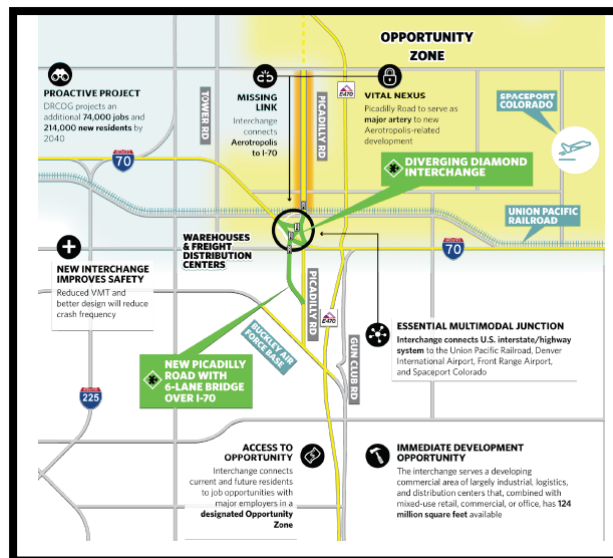 OPPORTUNITY
ZONE
PROACTIVE PROJECT
DRCOG projects an
additional 74,000 jobs and
214,000 new residents by
2040
TOWER RD
MISSING
LINK
Interchange
connects
Aerotropolis
to I-70
PICADILLY RD
E470
VITAL NEXUS
Picadilly Road to serve as
major artery to new
Aerotropolis-related
development
SPACEPORT
COLORADO
70
DIVERGING DIAMOND
INTERCHANGE
UNION PACIFIC
RAILROAD
WAREHOUSES
& FREIGHT
DISTRIBUTION
CENTERS
70
NEW INTERCHANGE
IMPROVES SAFETY
Reduced VMT and
better design will reduce
crash frequency
PICADILLY RD
E470
BUCKLEY AIR
FORCE BASE
GUN CLUB RD
ESSENTIAL MULTIMODAL JUNCTION
Interchange connects U.S. interstate/highway
system to the Union Pacific Railroad, Denver
International Airport, Front Range Airport,
and Spaceport Colorado
NEW PICADILLY
ROAD WITH
6-LANE BRIDGE
OVER I-70
225
ACCESS TO
OPPORTUNITY
Interchange connects
current and future residents
to job opportunities with
major employers in a
designated Opportunity
Zone
IMMEDIATE DEVELOPMENT
OPPORTUNITY
The interchange serves a developing
commercial area of largely industrial, logistics,
and distribution centers that, combined with
mixed-use retail, commercial, or office, has 124
million square feet available